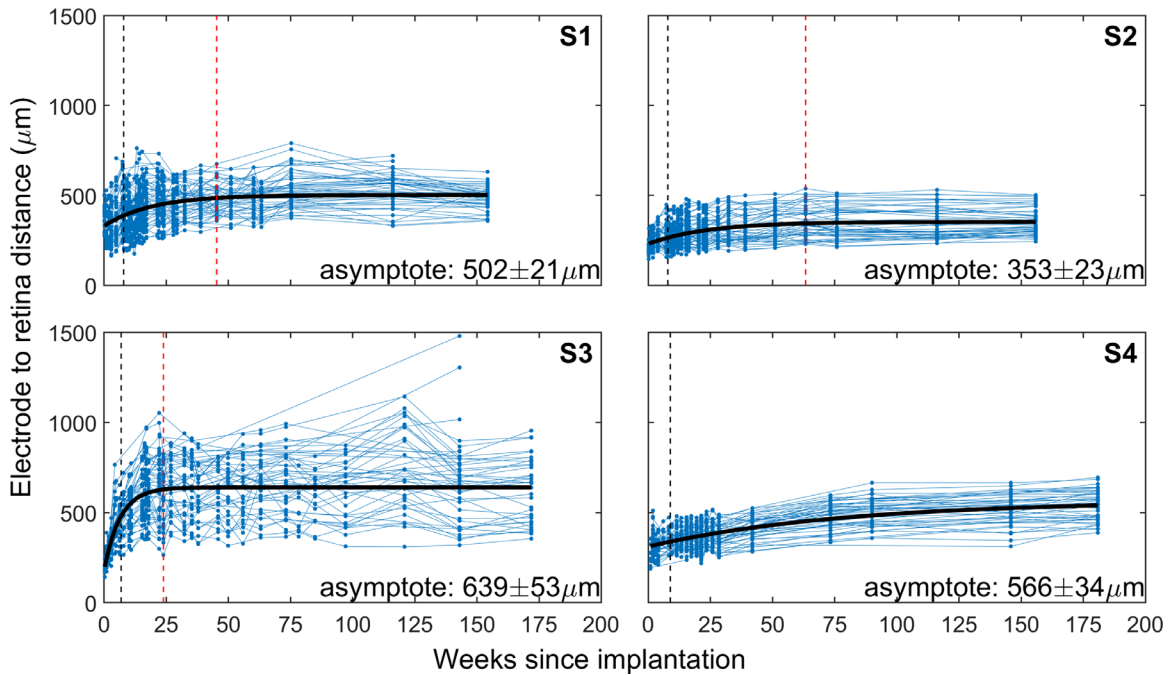 1500
1000
500
0
S1
asymptote: 502±21μm
S2
asymptote: 353±23μm
Electrode to retina distance (μm)
1500
1000
500
0
S3
asymptote: 639±53μm
S4
asymptote: 566±34μm
0 25 50 75 100 125 150 175 200
0 25 50 75 100 125 150 175 200
Weeks since implantation